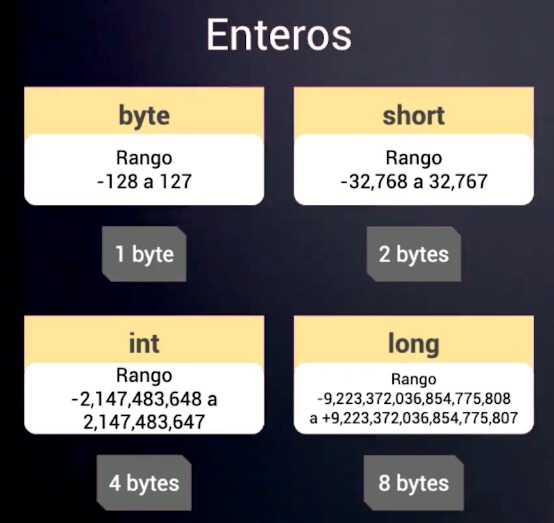 Enteros
byte
Rango
-128 a 127
1 byte
short
Rango
-32,768 a 32,767
2 bytes
int
Rango
-2,147,483,648 a
2,147,483,647
4 bytes
long
Rango
-9,223,372,036,854,775,808
a +9,223,372,036,854,775,807
8 bytes